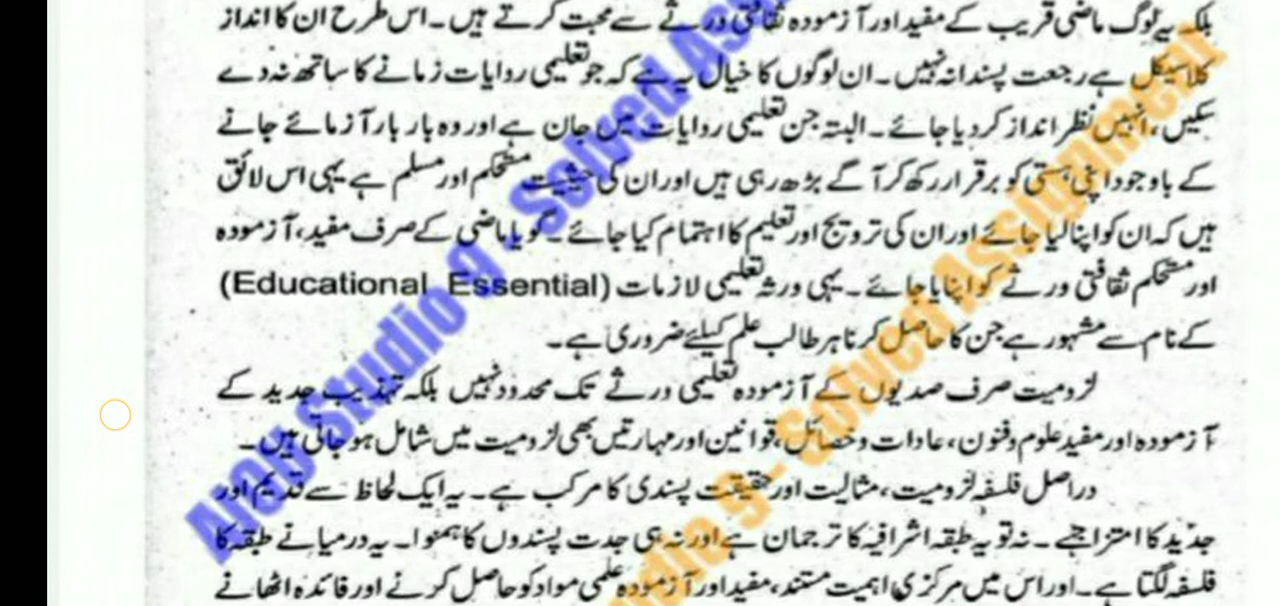 بلکہ یہ لوگ ماضی قریب کے مفید اور آزمودہ ثقافتی ورثے سے محبت کرتے ہیں۔ اس طرح ان کا انداز
کلاسیکل ہے رجعت پسندانہ نہیں۔ ان لوگوں کا خیال یہ ہے کہ جو تعلیمی روایات زمانے کا ساتھ نہ دے
سکیں، انہیں نظر انداز کر دیا جائے۔ البتہ جن تعلیمی روایات میں جان ہے اور وہ بار بار آزمائے جانے
کے باوجود اپنی ہستی کو برقرار رکھ کر آگے بڑھ رہی ہیں اور ان کی حیثیت مستحکم اور مسلم ہے یہی اس لائق
ہیں کہ ان کو اپنا لیا جائے اور ان کی ترویج اور تعلیم کا اہتمام کیا جائے۔ گویا ماضی کے صرف مفید، آزمودہ
اور مستحکم ثقافتی ورثے کو اپنایا جائے۔ یہی ورثہ تعلیمی لازمات (Educational Essential)
کے نام سے مشہور ہے جن کا حاصل کرنا ہر طالب علم کیلئے ضروری ہے۔
لزومیت صرف صدیوں کے آزمودہ تعلیمی ورثے تک محدود نہیں بلکہ تہذیب جدید کے
آزمودہ اور مفید علوم و فنون، عادات و خصائل، قوانین اور مہارتیں بھی لزومیت میں شامل ہو جاتی ہیں۔
دراصل فلسفہ لزومیت، مثالیت اور حقیقت پسندی کا مرکب ہے۔ یہ ایک لحاظ سے قدیم اور
جدید کا امتزاج ہے۔ نہ تو یہ طبقہ اشرافیہ کا ترجمان ہے اور نہ ہی جدت پسندوں کا ہمنوا۔ یہ درمیانے طبقہ کا
فلسفہ لگتا ہے۔ اور اس میں مرکزی اہمیت مستند، مفید اور آزمودہ علمی مواد کو حاصل کرنے اور فائدہ اٹھانے
Ajab Studio 9 - Solved As
dio 9 - Solved Assignment